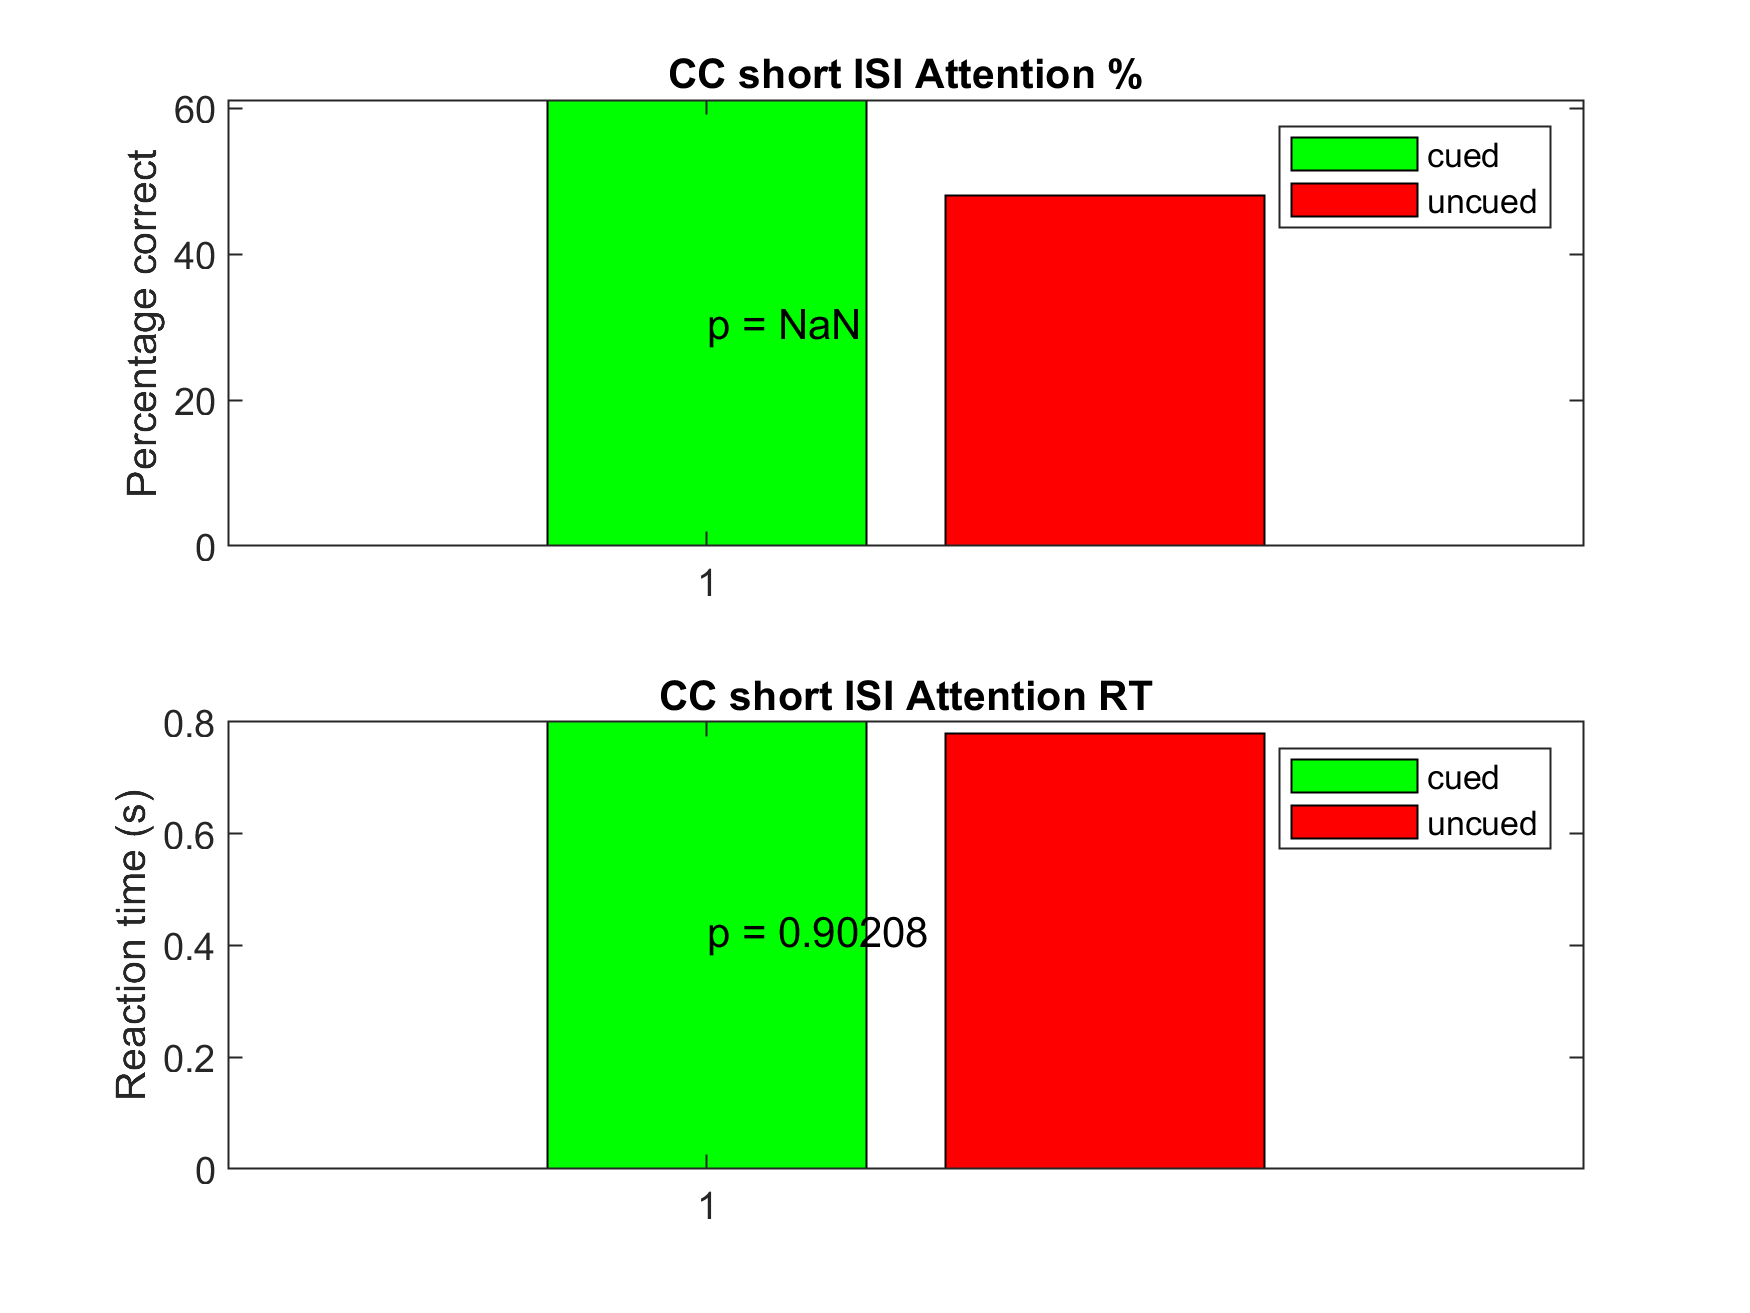 CC short ISI Attention %
60
40
20
0
Percentage correct
p = NaN
cued
uncued
1
CC short ISI Attention RT
0.8
0.6
0.4
0.2
0
Reaction time (s)
p = 0.90208
cued
uncued
1